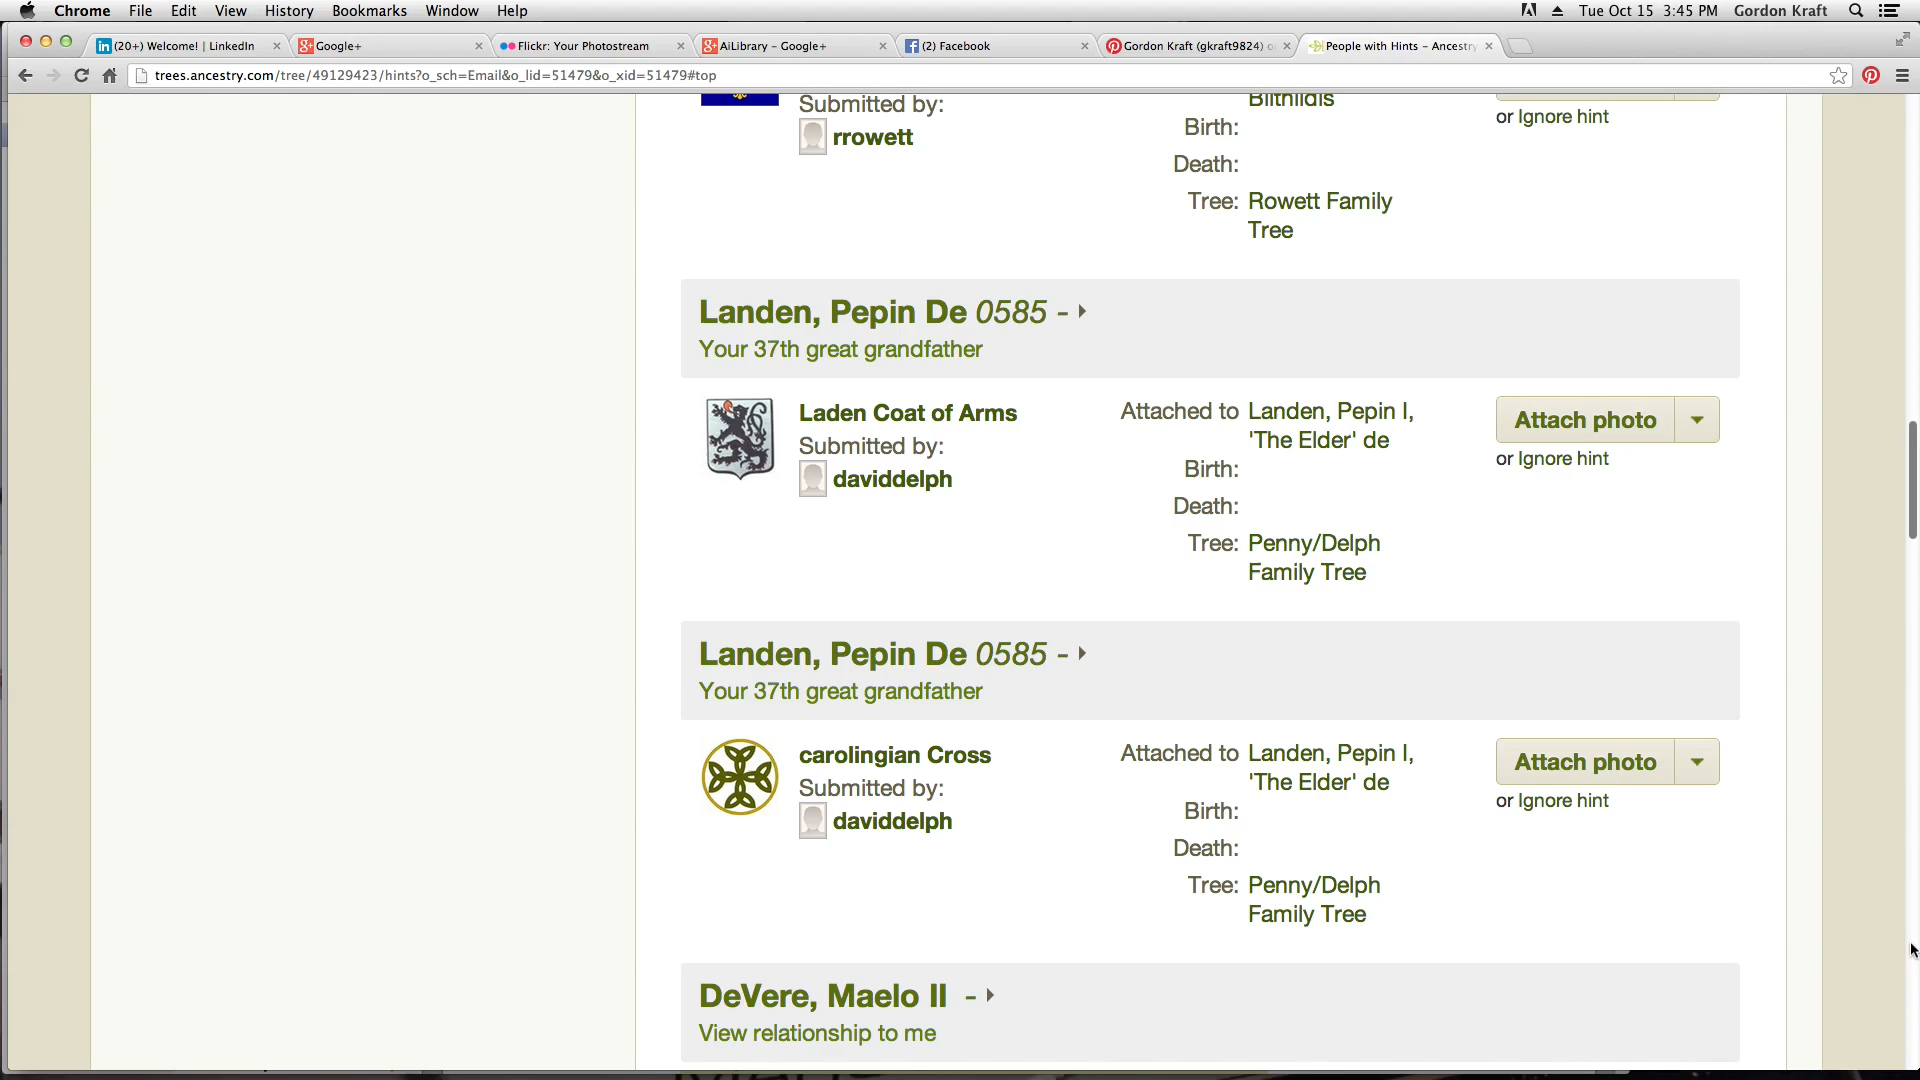 Chrome File Edit View History Bookmarks Window Help Tue Oct 15 3:45 PM Gordon Kraft
(20+) Welcome! | LinkedIn Google+ Flickr: Your Photostream AiLibrary - Google+ (2) Facebook Gordon Kraft (gkraft9824) o People with Hints - Ancestry
trees.ancestry.com/tree/49129423/hints?o_sch=Email&o_lid=51479&o_xid=51479#top
Submitted by:
rrowett
Blithildis
Birth:
Death:
Tree: Rowett Family
Tree
or Ignore hint
Landen, Pepin De 0585 -
Your 37th great grandfather
Laden Coat of Arms
Submitted by:
daviddelph
Attached to Landen, Pepin I,
'The Elder' de
Birth:
Death:
Tree: Penny/Delph
Family Tree
Attach photo
or Ignore hint
Landen, Pepin De 0585 -
Your 37th great grandfather
carolingian Cross
Submitted by:
daviddelph
Attached to Landen, Pepin I,
'The Elder' de
Birth:
Death:
Tree: Penny/Delph
Family Tree
Attach photo
or Ignore hint
DeVere, Maelo II -
View relationship to me